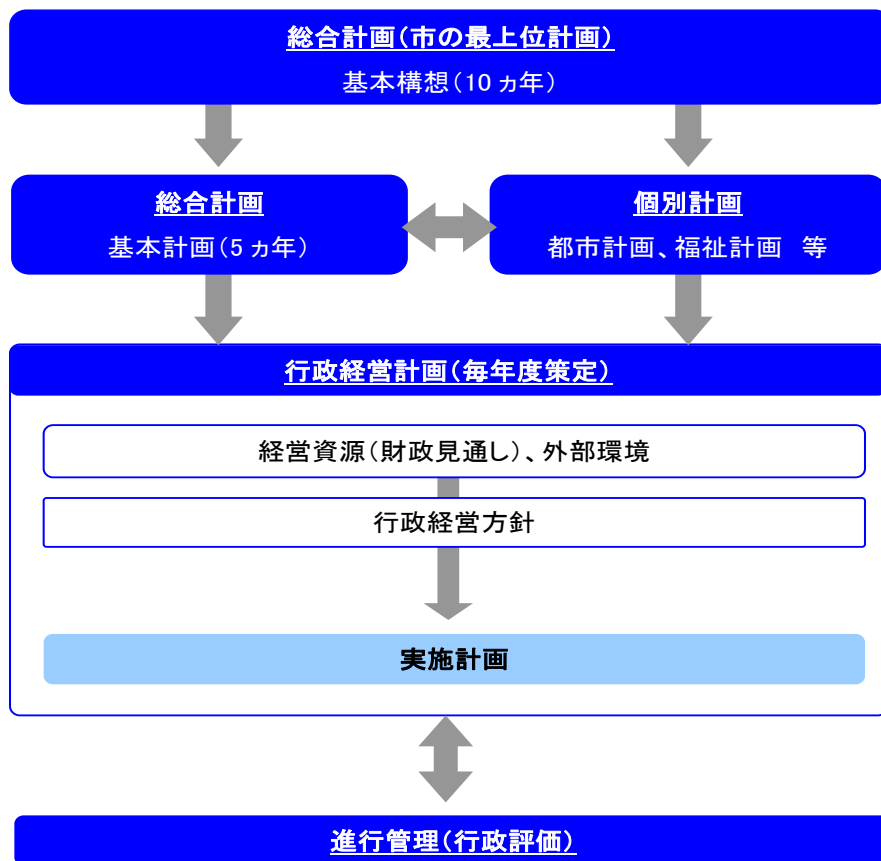 総合計画（市の最上位計画）
基本構想（10ヵ年）
総合計画
基本計画（5ヵ年）
個別計画
都市計画、福祉計画　等
行政経営計画（毎年度策定）
経営資源（財政見通し）、外部環境
行政経営方針
実施計画
進行管理（行政評価）